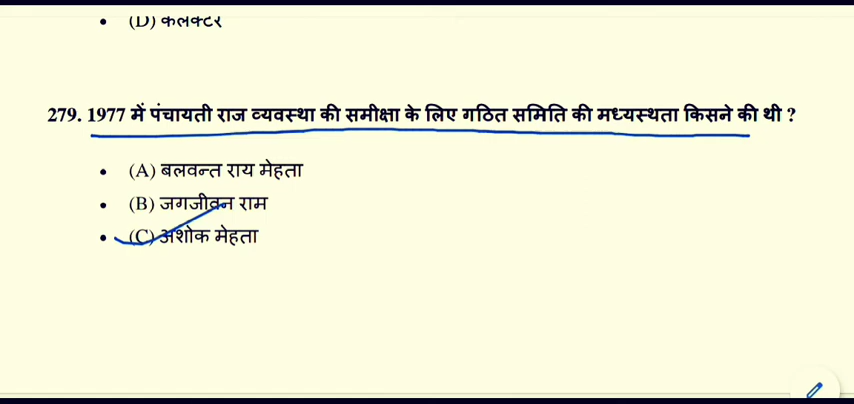 (D) कलक्टर
279. 1977 में पंचायती राज व्यवस्था की समीक्षा के लिए गठित समिति की मध्यस्थता किसने की थी ?
(A) बलवन्त राय मेहता
(B) जगजीवन राम
(C) अशोक मेहता